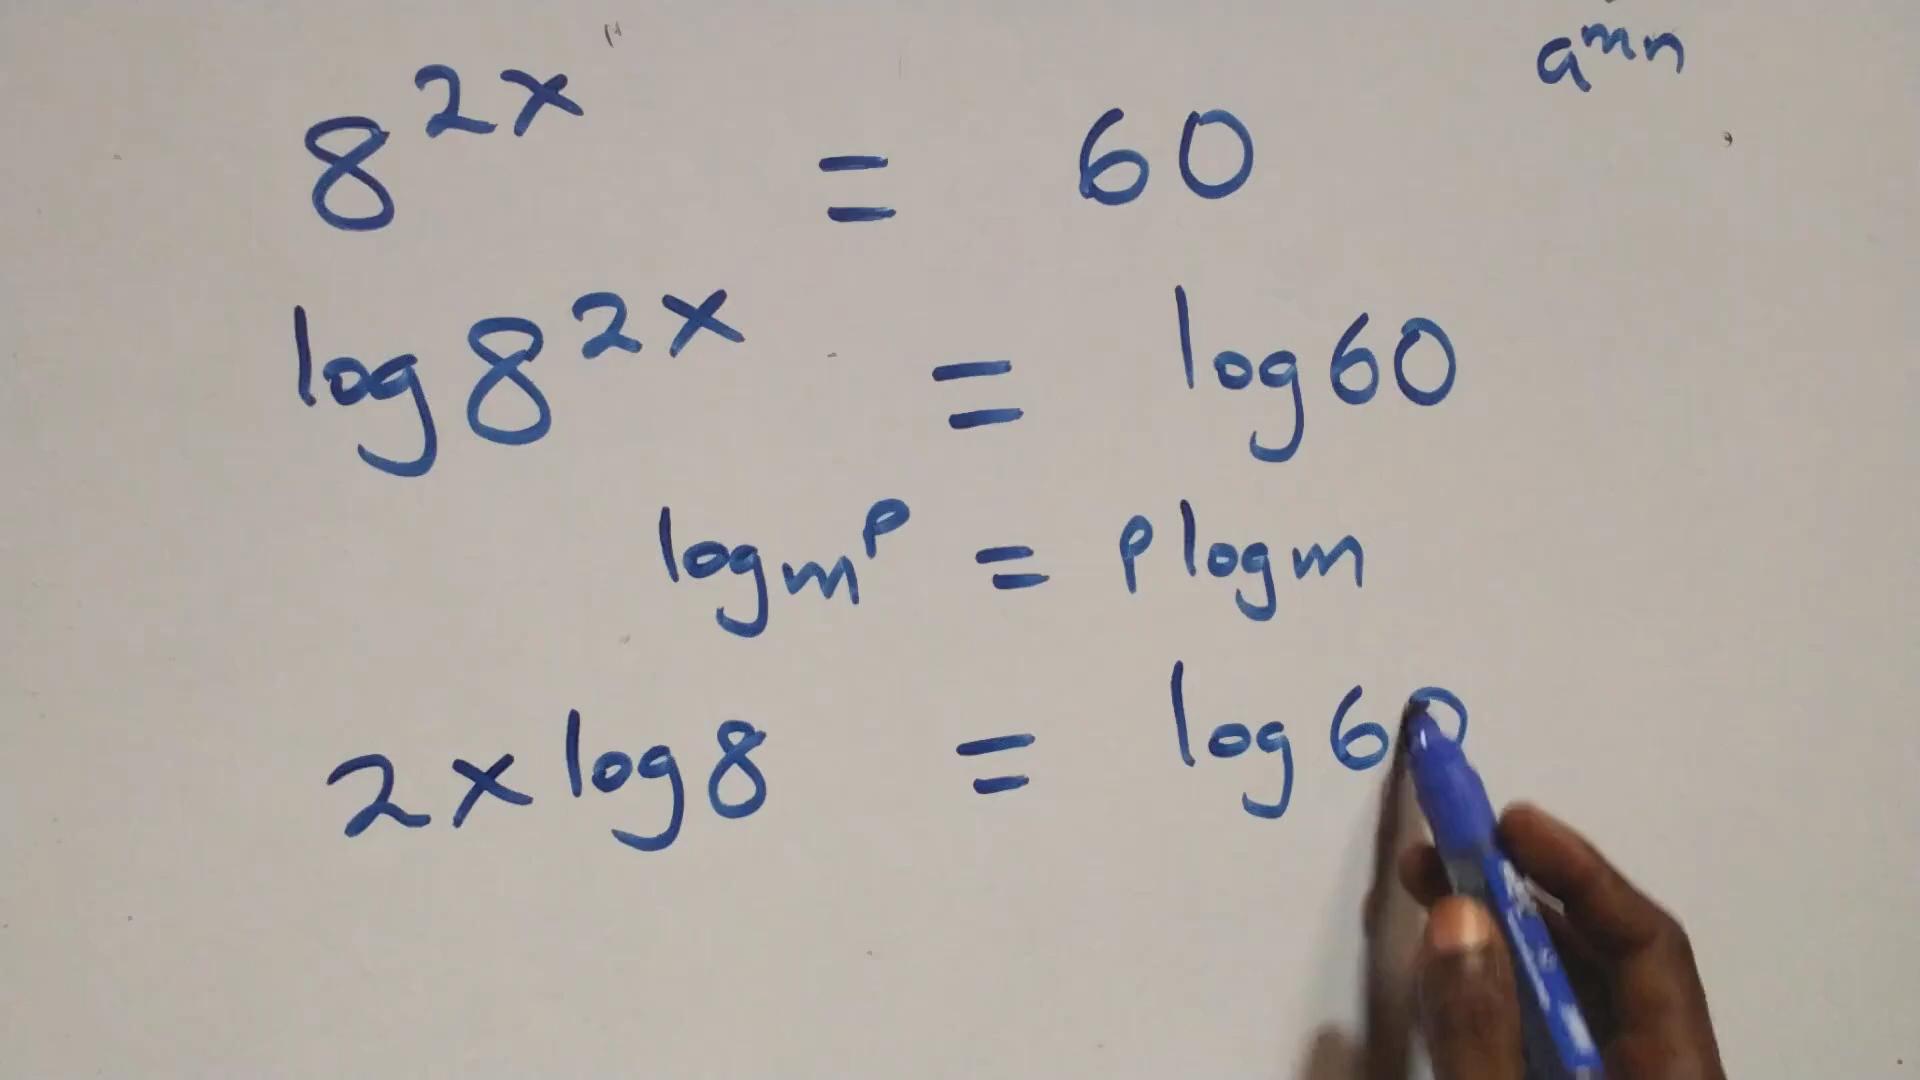 a^{mn}
8^{2x} = 60
log 8^{2x} = log 60
log m^p = p log m
2x log 8 = log 60